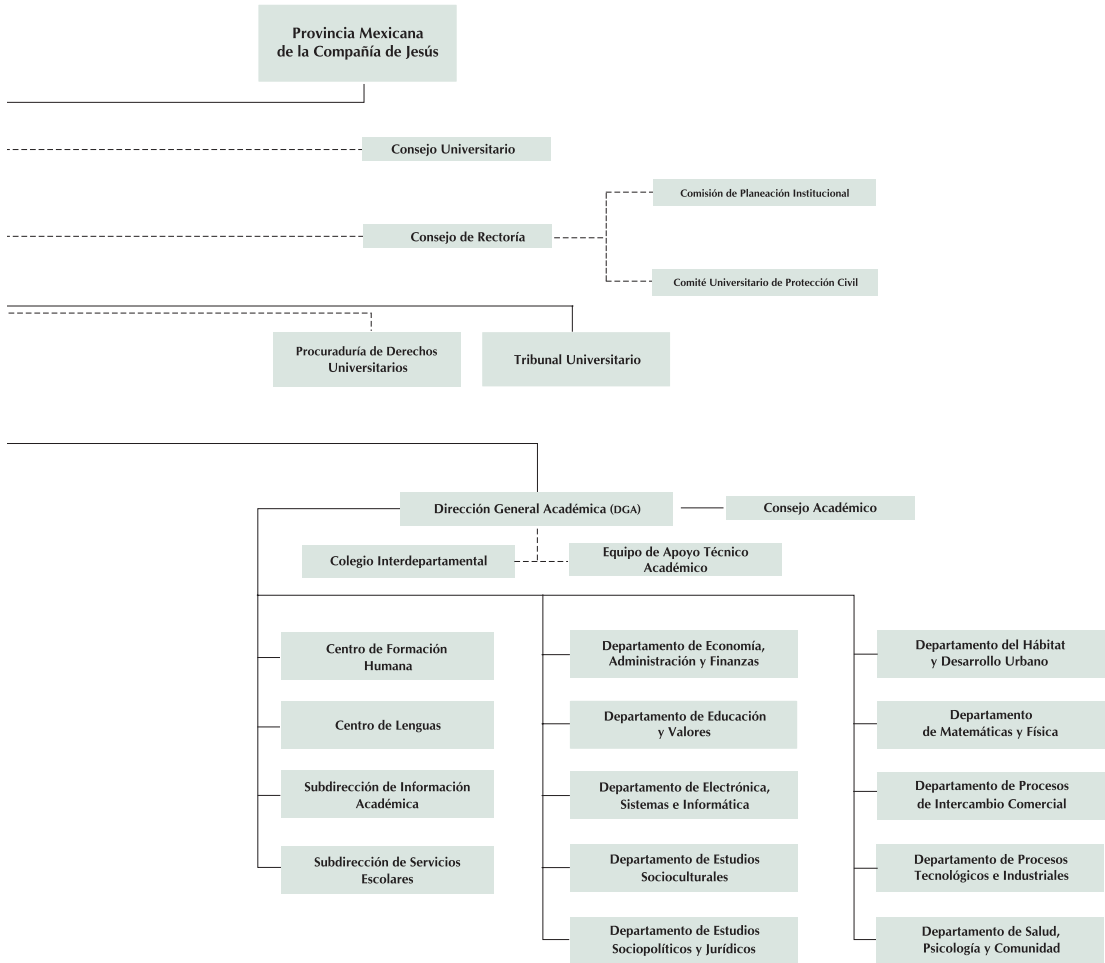 Provincia Mexicana
de la Compañía de Jesús
Consejo Universitario
Comisión de Planeación Institucional
Consejo de Rectoría
Comité Universitario de Protección Civil
Procuraduría de Derechos
Universitarios
Tribunal Universitario
Dirección General Académica (DGA)
Consejo Académico
Colegio Interdepartamental
Equipo de Apoyo Técnico
Académico
Centro de Formación
Humana
Centro de Lenguas
Subdirección de Información
Académica
Subdirección de Servicios
Escolares
Departamento de Economía,
Administración y Finanzas
Departamento de Educación
y Valores
Departamento de Electrónica,
Sistemas e Informática
Departamento de Estudios
Socioculturales
Departamento de Estudios
Sociopolíticos y Jurídicos
Departamento del Hábitat
y Desarrollo Urbano
Departamento
de Matemáticas y Física
Departamento de Procesos
de Intercambio Comercial
Departamento de Procesos
Tecnológicos e Industriales
Departamento de Salud,
Psicología y Comunidad